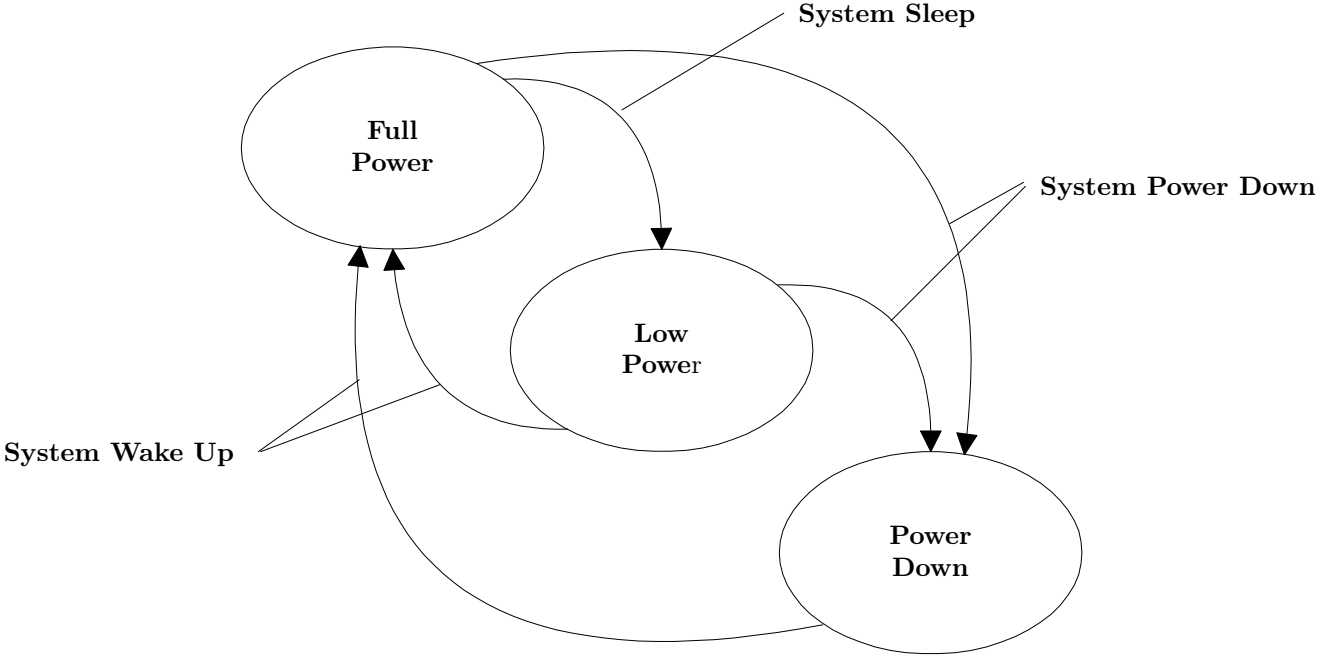 System Sleep
Full
Power
System Power Down
Low
Power
System Wake Up
Power
Down